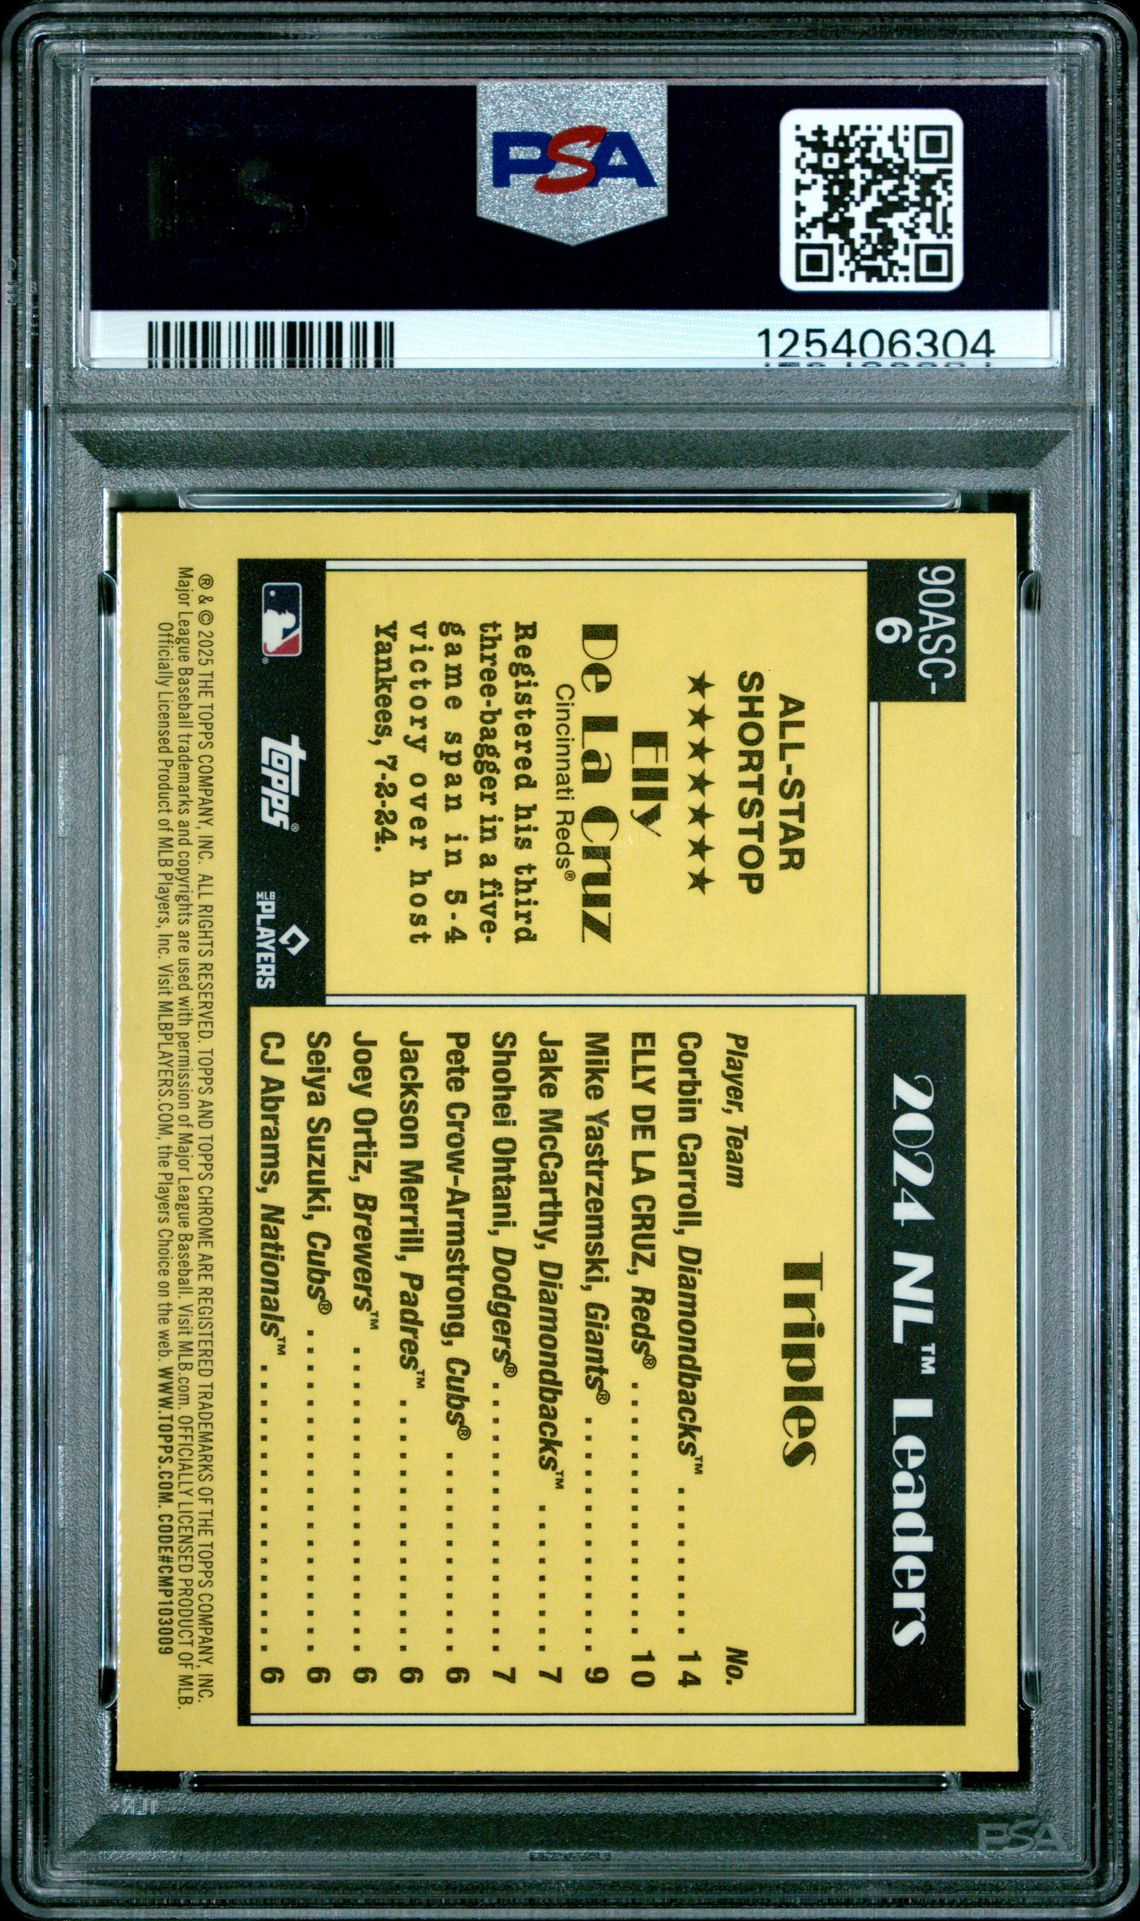 PSA
125406304
90ASC-
6
ALL-STAR
SHORTSTOP
★★★★★★★
Elly
De La Cruz
Cincinnati Reds®
Registered his third
three-bagger in a five-
game span in 5-4
victory over host
Yankees, 7-2-24.
topps®
MLB
PLAYERS
2024 NL™ Leaders
Triples
Player, Team No.
Corbin Carroll, Diamondbacks™ . . . . . . . . 14
ELLY DE LA CRUZ, Reds® . . . . . . . . . . . . . 10
Mike Yastrzemski, Giants® . . . . . . . . . . . . 9
Jake McCarthy, Diamondbacks™ . . . . . . . 7
Shohei Ohtani, Dodgers® . . . . . . . . . . . . . 7
Pete Crow-Armstrong, Cubs® . . . . . . . . . . 6
Jackson Merrill, Padres™ . . . . . . . . . . . . . 6
Joey Ortiz, Brewers™ . . . . . . . . . . . . . . . 6
Seiya Suzuki, Cubs® . . . . . . . . . . . . . . . . 6
CJ Abrams, Nationals™ . . . . . . . . . . . . . . 6
® & © 2025 THE TOPPS COMPANY, INC. ALL RIGHTS RESERVED. TOPPS AND TOPPS CHROME ARE REGISTERED TRADEMARKS OF THE TOPPS COMPANY, INC.
Major League Baseball trademarks and copyrights are used with permission of Major League Baseball. Visit MLB.com. OFFICIALLY LICENSED PRODUCT OF MLB.
Officially Licensed Product of MLB Players, Inc. Visit MLBPLAYERS.COM, the Players Choice on the web. WWW.TOPPS.COM. CODE#CMP103009
PSA